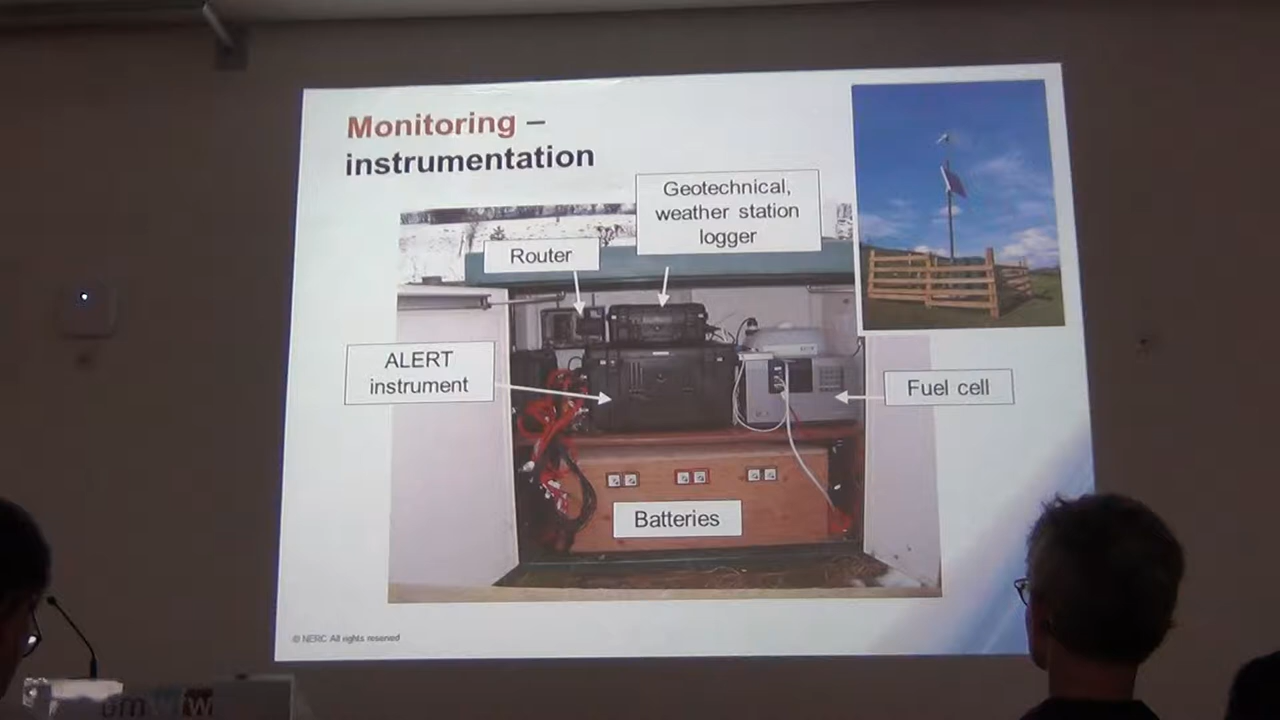 Monitoring –
instrumentation
Geotechnical,
weather station
logger
Router
ALERT
instrument
Fuel cell
Batteries
© NERC All rights reserved